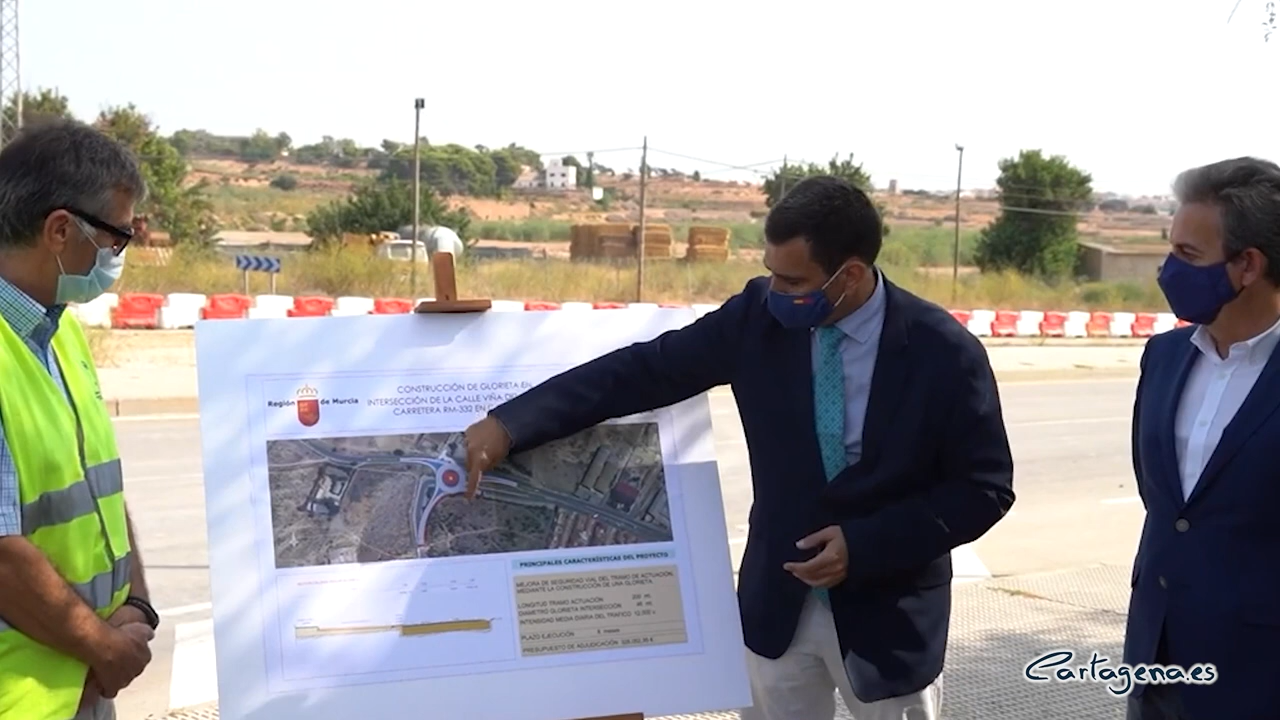 Región de Murcia
CONSTRUCCIÓN DE GLORIETA EN
INTERSECCIÓN DE LA CALLE VIÑA DEL
CARRETERA RM-332 EN
PRINCIPALES CARACTERÍSTICAS DEL PROYECTO
MEJORA DE SEGURIDAD VIAL DEL TRAMO DE ACTUACIÓN,
MEDIANTE LA CONSTRUCCIÓN DE UNA GLORIETA.
LONGITUD TRAMO ACTUACIÓN
DIÁMETRO GLORIETA INTERSECCIÓN
INTENSIDAD MEDIA DIARIA DEL TRÁFICO
PLAZO EJECUCIÓN meses
PRESUPUESTO DE ADJUDICACIÓN
Cartagena.es